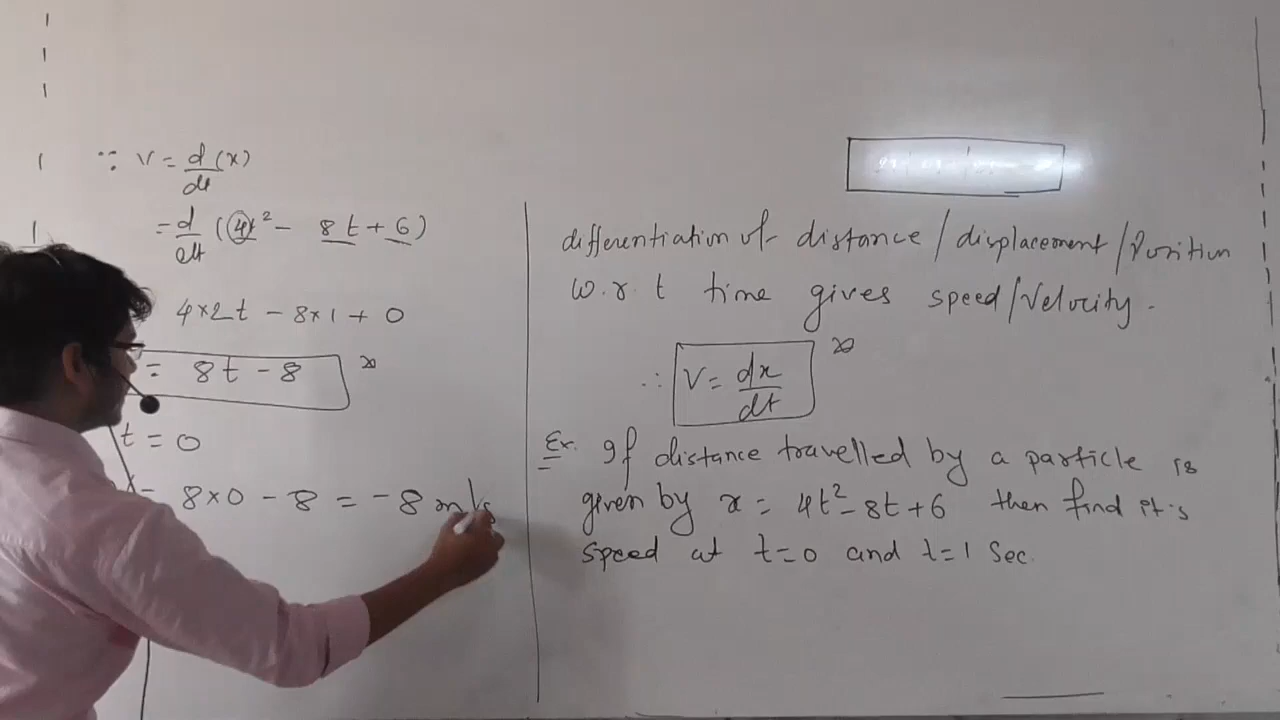 ∵ V = d/dt (x)
= d/dt (4t² - 8t + 6)
4×2t - 8×1 + 0
= 8t - 8
t = 0
8×0 - 8 = -8 m/s
differentiation of distance/displacement/Position
w.r.t time gives speed/Velocity.
∴ V = dx/dt
Ex. If distance travelled by a particle is
given by x = 4t² - 8t + 6 then find it's
speed at t=0 and t=1 Sec.